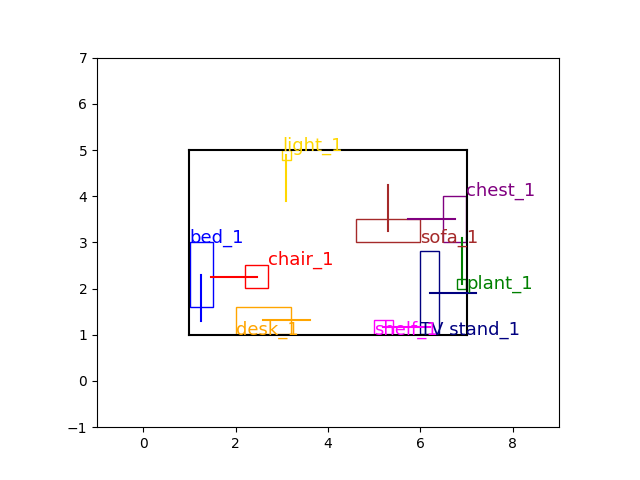 7
6
5
4
3
2
1
0
−1
0
2
4
6
8
light_1
chest_1
bed_1
sofa_1
chair_1
plant_1
desk_1
shelf_1
TV stand_1